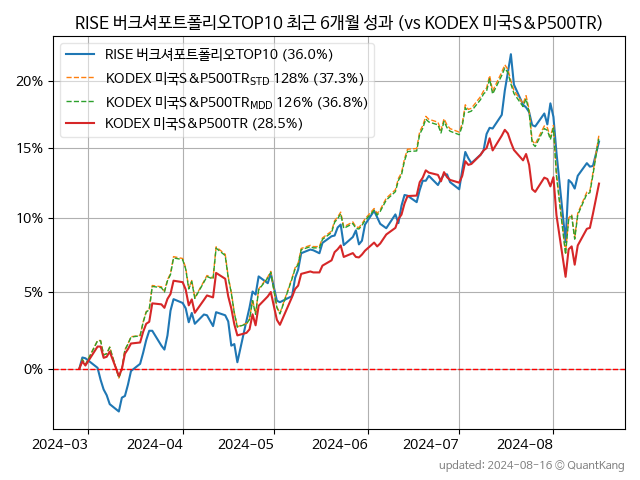 RISE 버크셔포트폴리오TOP10 최근 6개월 성과 (vs KODEX 미국S&P500TR)
RISE 버크셔포트폴리오TOP10 (36.0%)
KODEX 미국S&P500TR STD 128% (37.3%)
KODEX 미국S&P500TR MDD 126% (36.8%)
KODEX 미국S&P500TR (28.5%)
20%
15%
10%
5%
0%
2024-03 2024-04 2024-05 2024-06 2024-07 2024-08
updated: 2024-08-16 © QuantKang